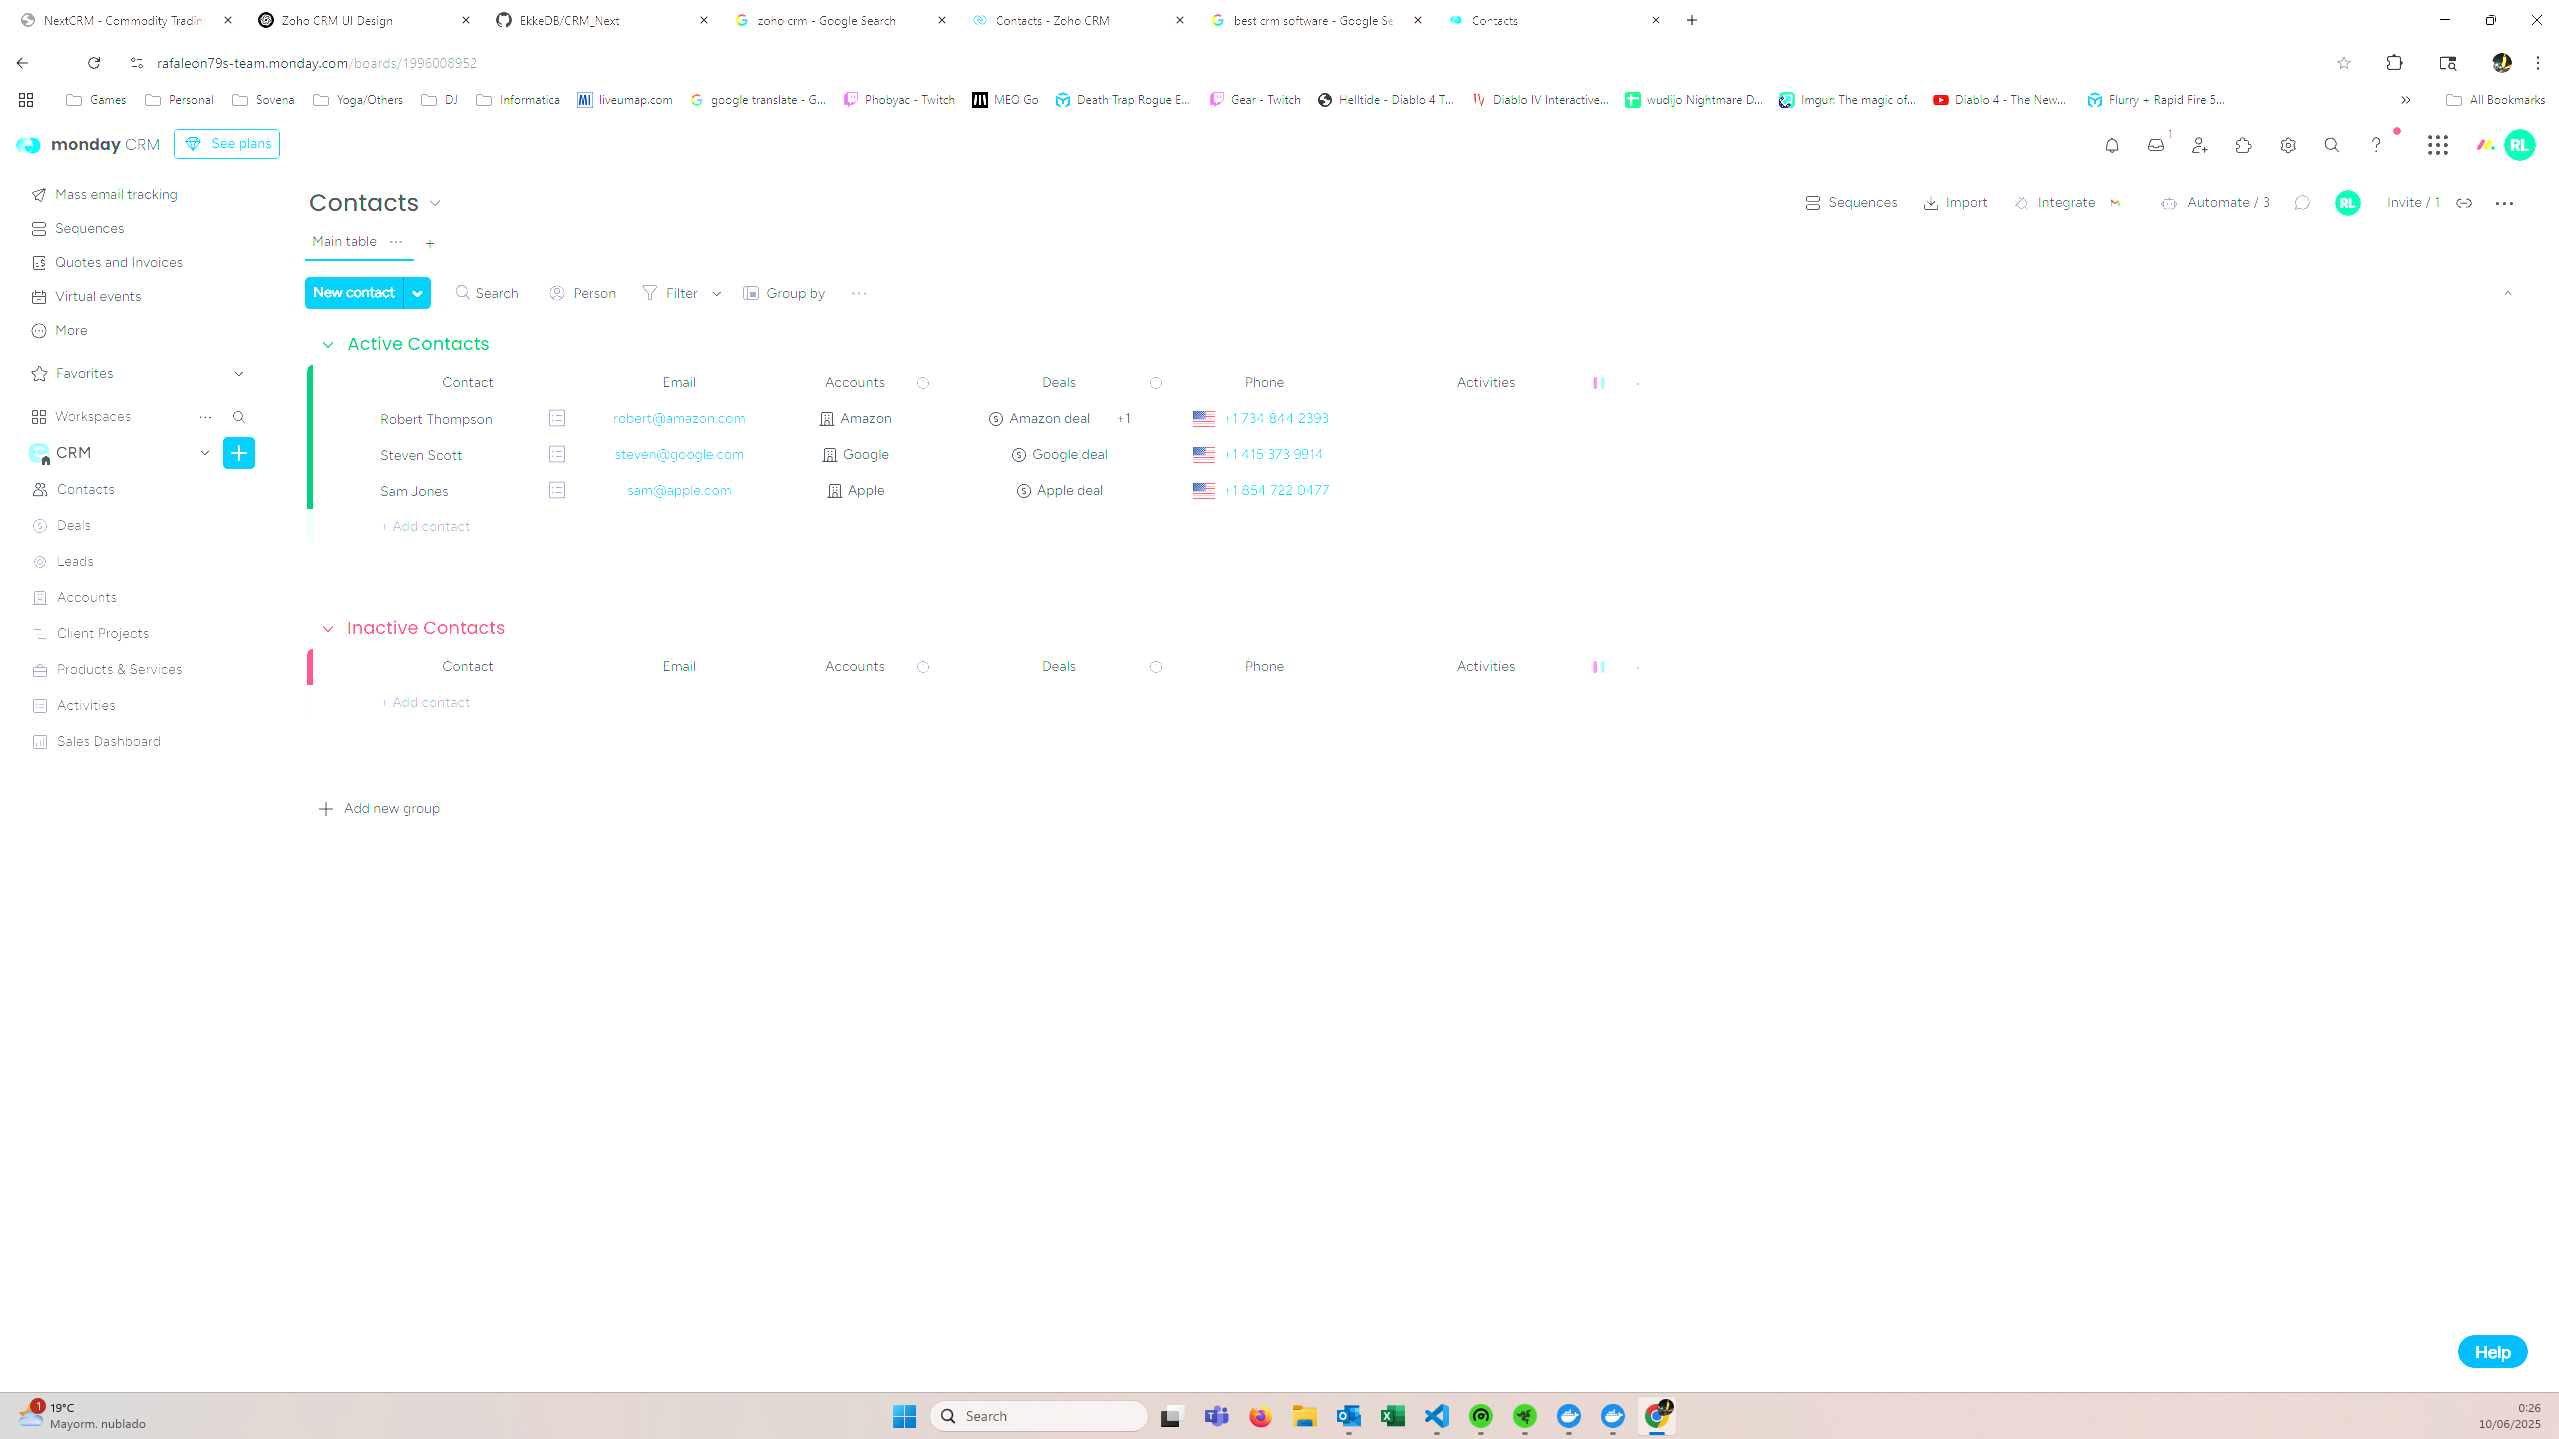 NextCRM - Commodity Tradin
Zoho CRM UI Design
EkkeDB/CRM_Next
zoho crm - Google Search
Contacts - Zoho CRM
best crm software - Google Se
Contacts
rafaleon79s-team.monday.com/boards/1996008952
Games
Personal
Sovena
Yoga/Others
DJ
Informatica
liveumap.com
google translate - G...
Phobyac - Twitch
MEO Go
Death Trap Rogue E...
Gear - Twitch
Helltide - Diablo 4 T...
Diablo IV Interactive...
wudijo Nightmare D...
Imgur: The magic of...
Diablo 4 - The New...
Flurry + Rapid Fire 5...
All Bookmarks
monday CRM
See plans
1
RL
Mass email tracking
Sequences
Quotes and Invoices
Virtual events
More
Favorites
Workspaces
CRM
Contacts
Deals
Leads
Accounts
Client Projects
Products & Services
Activities
Sales Dashboard
Contacts
Sequences
Import
Integrate
Automate / 3
RL
Invite / 1
Main table
New contact
Search
Person
Filter
Group by
Active Contacts
Contact Email Accounts Deals Phone Activities
Robert Thompson robert@amazon.com Amazon Amazon deal +1 +1 734 844 2393
Steven Scott steven@google.com Google Google deal +1 415 373 9914
Sam Jones sam@apple.com Apple Apple deal +1 854 722 0477
+ Add contact
Inactive Contacts
Contact Email Accounts Deals Phone Activities
+ Add contact
Add new group
Help
1
19°C
Mayorm. nublado
Search
0:26
10/06/2025